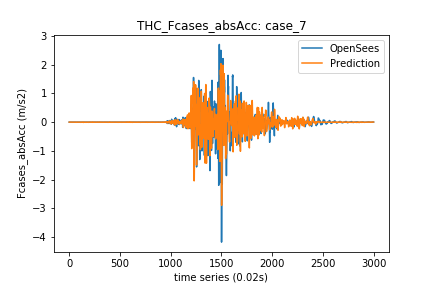 THC_Fcases_absAcc: case_7
OpenSees
Prediction
Fcases_absAcc (m/s2)
3
2
1
0
−1
−2
−3
−4
0 500 1000 1500 2000 2500 3000
time series (0.02s)